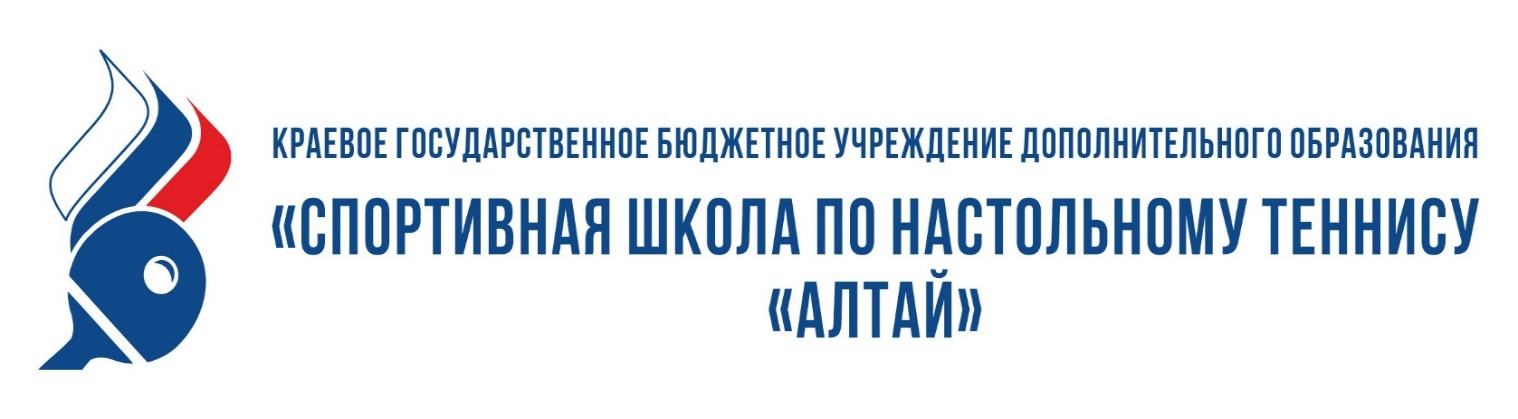 КРАЕВОЕ ГОСУДАРСТВЕННОЕ БЮДЖЕТНОЕ УЧРЕЖДЕНИЕ ДОПОЛНИТЕЛЬНОГО ОБРАЗОВАНИЯ
«СПОРТИВНАЯ ШКОЛА ПО НАСТОЛЬНОМУ ТЕННИСУ
«АЛТАЙ»